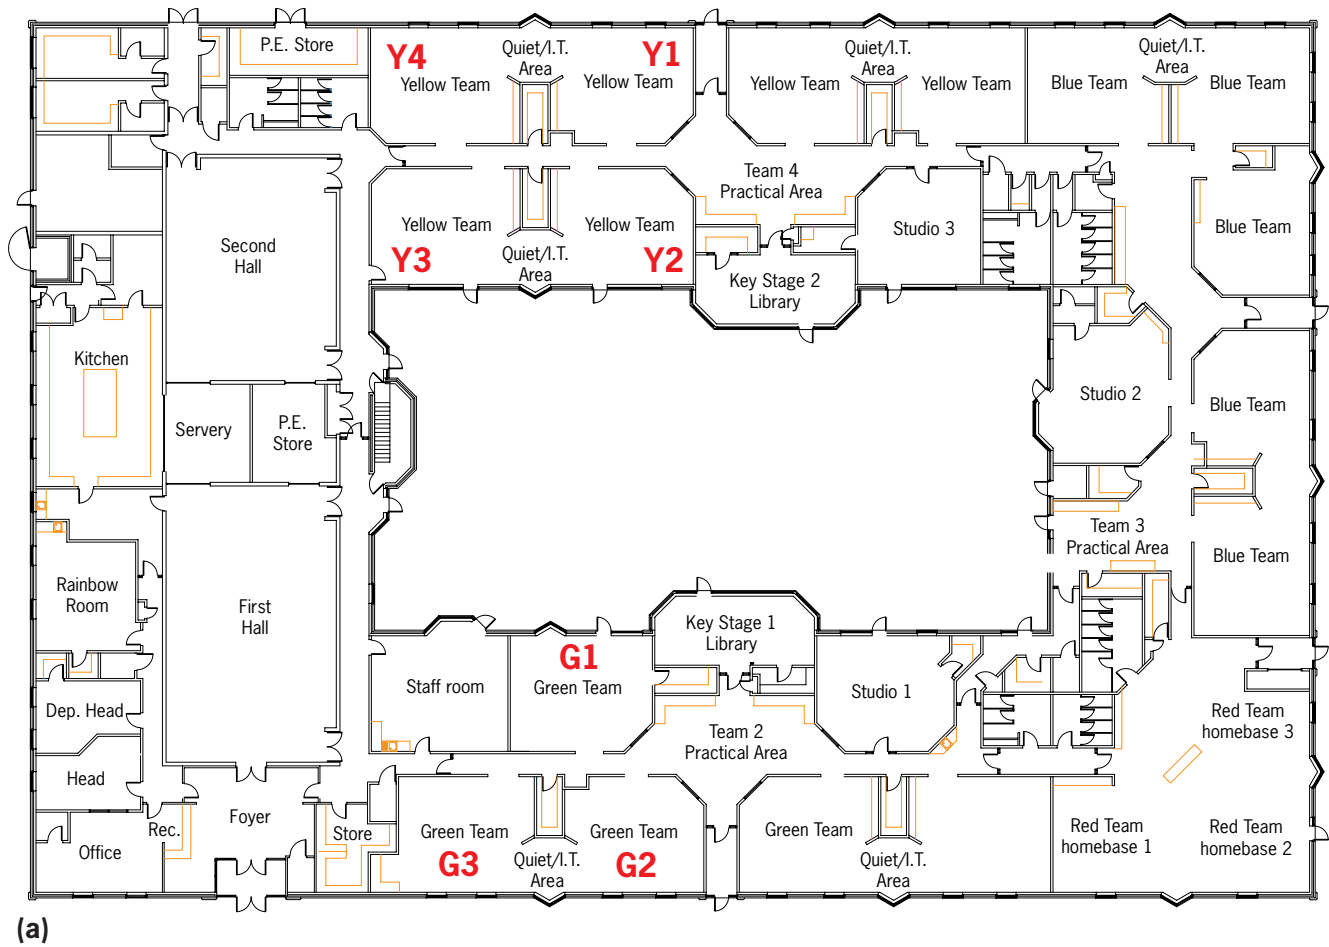 P.E. Store
Y4
Quiet/I.T.
Area
Y1
Yellow Team
Yellow Team
Quiet/I.T.
Area
Yellow Team
Yellow Team
Quiet/I.T.
Area
Blue Team
Blue Team
Team 4
Practical Area
Second
Hall
Yellow Team
Yellow Team
Studio 3
Blue Team
Y3
Quiet/I.T.
Area
Y2
Key Stage 2
Library
Kitchen
Studio 2
Blue Team
Servery
P.E.
Store
Team 3
Practical Area
Blue Team
Rainbow
Room
First
Hall
Key Stage 1
Library
G1
Staff room
Green Team
Studio 1
Dep. Head
Team 2
Practical Area
Red Team
homebase 3
Head
Foyer
Rec.
Store
Office
Green Team
Green Team
Green Team
G3
Quiet/I.T.
Area
G2
Quiet/I.T.
Area
Red Team
homebase 1
Red Team
homebase 2
(a)